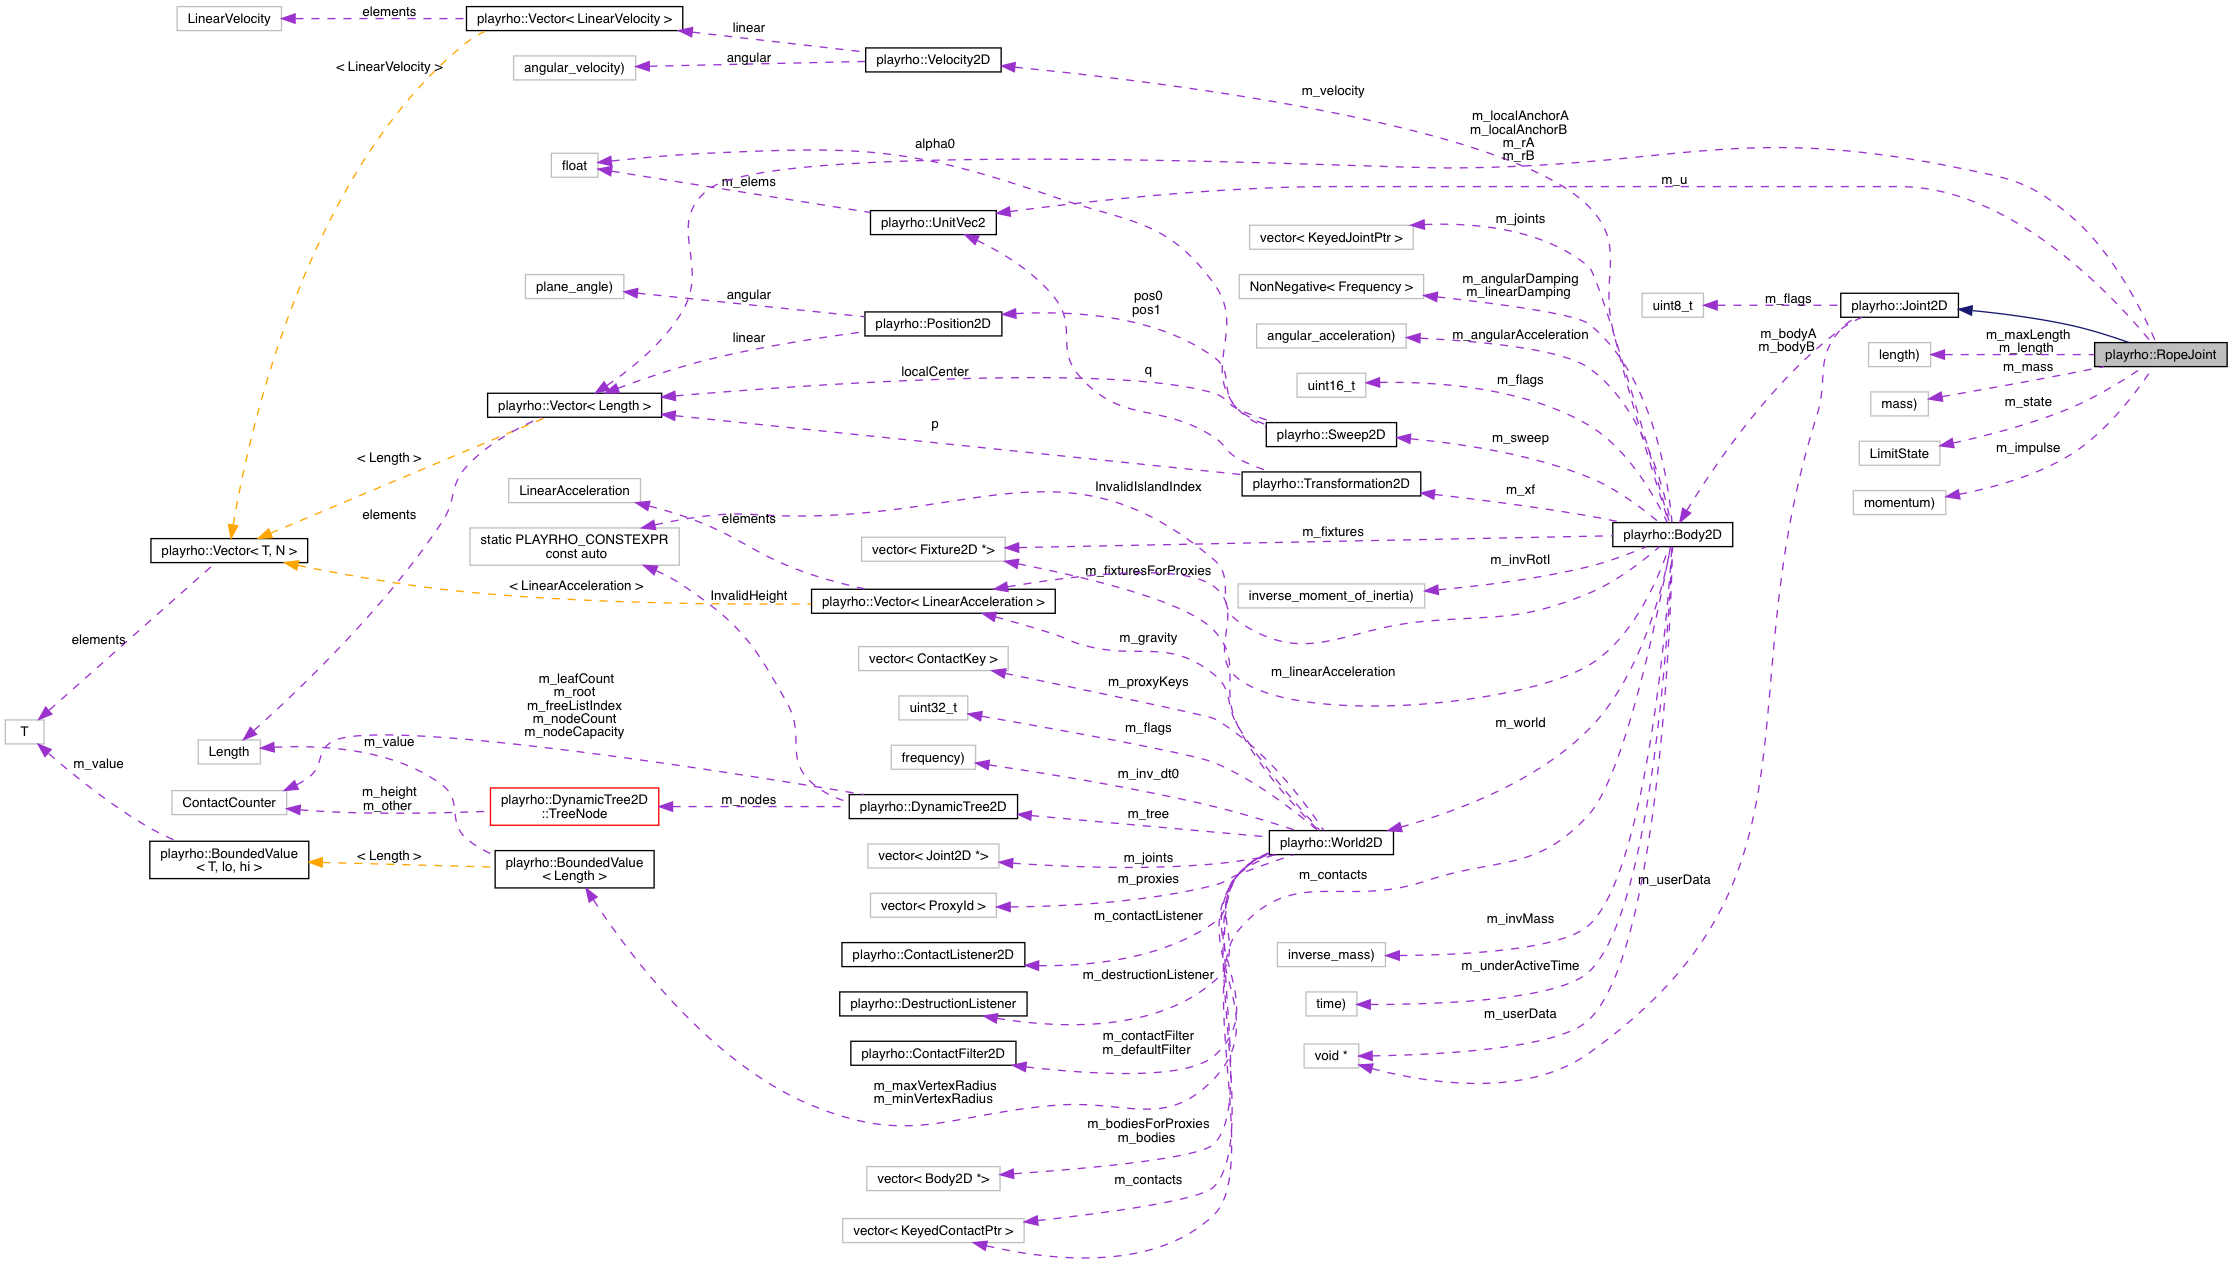 LinearVelocity
elements
playrho::Vector< LinearVelocity >
linear
< LinearVelocity >
angular_velocity)
angular
playrho::Velocity2D
m_velocity
m_localAnchorA
m_localAnchorB
m_rA
m_rB
alpha0
float
m_elems
m_u
playrho::UnitVec2
m_joints
vector< KeyedJointPtr >
plane_angle)
angular
pos0
pos1
NonNegative< Frequency >
m_angularDamping
m_linearDamping
uint8_t
m_flags
playrho::Joint2D
playrho::Position2D
linear
angular_acceleration)
m_angularAcceleration
m_bodyA
m_bodyB
length)
m_maxLength
m_length
playrho::RopeJoint
m_mass
localCenter
q
uint16_t
m_flags
mass)
m_state
playrho::Vector< Length >
p
playrho::Sweep2D
m_sweep
LimitState
m_impulse
< Length >
LinearAcceleration
InvalidIslandIndex
playrho::Transformation2D
m_xf
momentum)
elements
elements
static PLAYRHO_CONSTEXPR
const auto
vector< Fixture2D *>
m_fixtures
playrho::Body2D
playrho::Vector< T, N >
m_fixturesForProxies
m_invRotI
< LinearAcceleration >
InvalidHeight
playrho::Vector< LinearAcceleration >
inverse_moment_of_inertia)
elements
m_gravity
vector< ContactKey >
m_proxyKeys
m_linearAcceleration
m_leafCount
m_root
m_freeListIndex
m_nodeCount
m_nodeCapacity
uint32_t
m_flags
m_world
T
Length
m_value
m_value
frequency)
m_inv_dt0
ContactCounter
m_height
m_other
playrho::DynamicTree2D
::TreeNode
m_nodes
playrho::DynamicTree2D
m_tree
playrho::World2D
playrho::BoundedValue
< T, lo, hi >
< Length >
playrho::BoundedValue
< Length >
vector< Joint2D *>
m_joints
m_proxies
m_contacts
m_userData
vector< ProxyId >
m_contactListener
m_invMass
playrho::ContactListener2D
inverse_mass)
m_destructionListener
m_underActiveTime
playrho::DestructionListener
time)
m_userData
m_contactFilter
m_defaultFilter
playrho::ContactFilter2D
void *
m_maxVertexRadius
m_minVertexRadius
m_bodiesForProxies
m_bodies
vector< Body2D *>
m_contacts
vector< KeyedContactPtr >